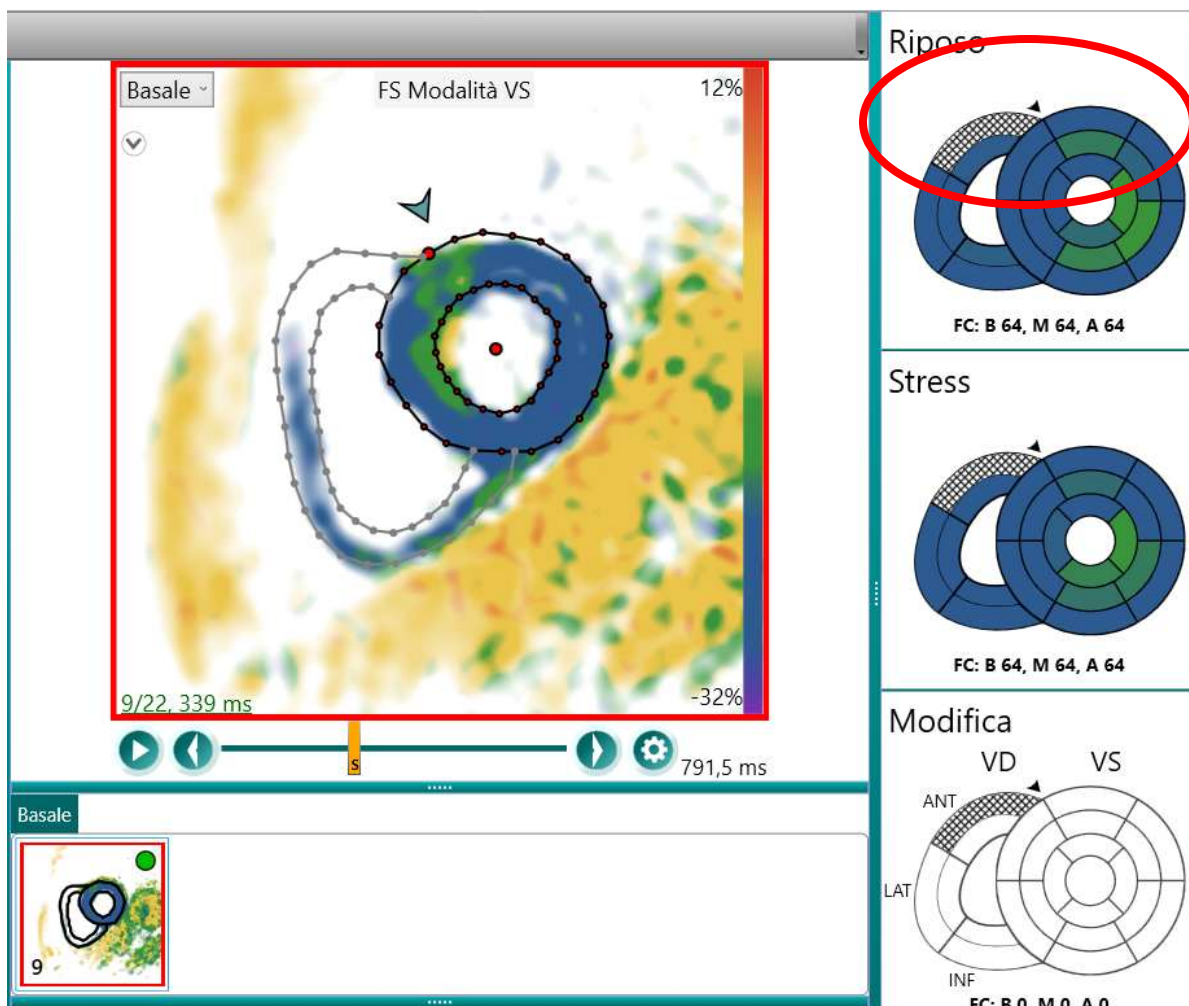 Basale
FS Modalità VS
12%
-32%
9/22, 339 ms
S
791,5 ms
Basale
9
Riposo
FC: B 64, M 64, A 64
Stress
FC: B 64, M 64, A 64
Modifica
VD VS
ANT
LAT
INF
FC: B 0, M 0, A 0